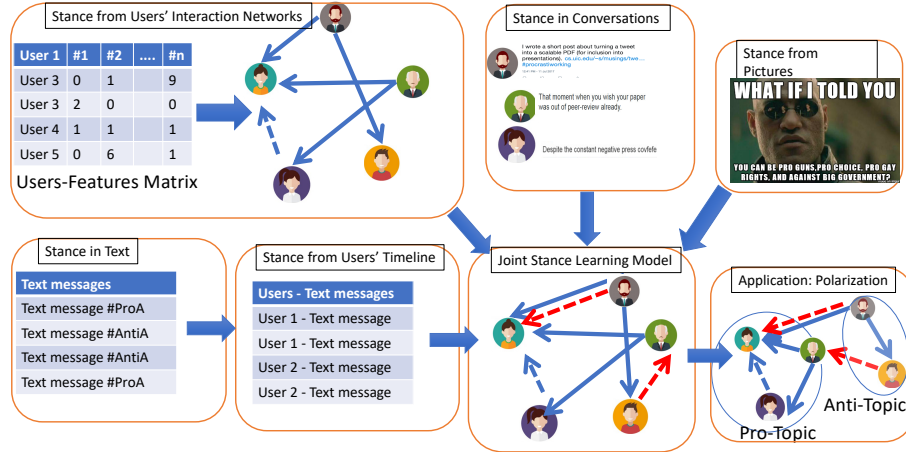 Stance from Users' Interaction Networks
User 1 #1 #2 .... #n
User 3 0 1 9
User 3 2 0 0
User 4 1 1 1
User 5 0 6 1
Users-Features Matrix
Stance in Conversations
I wrote a short post about turning a tweet
into a scalable PDF (for inclusion into
presentations). cs.uic.edu/~s/musings/twe...
#procrastiworking
That moment when you wish your paper
was out of peer-review already.
Despite the constant negative press covfefe
Stance from
Pictures
WHAT IF I TOLD YOU
YOU CAN BE PRO GUNS,PRO CHOICE, PRO GAY
RIGHTS, AND AGAINST BIG GOVERNMENT?
Stance in Text
Text messages
Text message #ProA
Text message #AntiA
Text message #AntiA
Text message #ProA
Stance from Users' Timeline
Users - Text messages
User 1 - Text message
User 1 - Text message
User 2 - Text message
User 2 - Text message
Joint Stance Learning Model
Application: Polarization
Anti-Topic
Pro-Topic